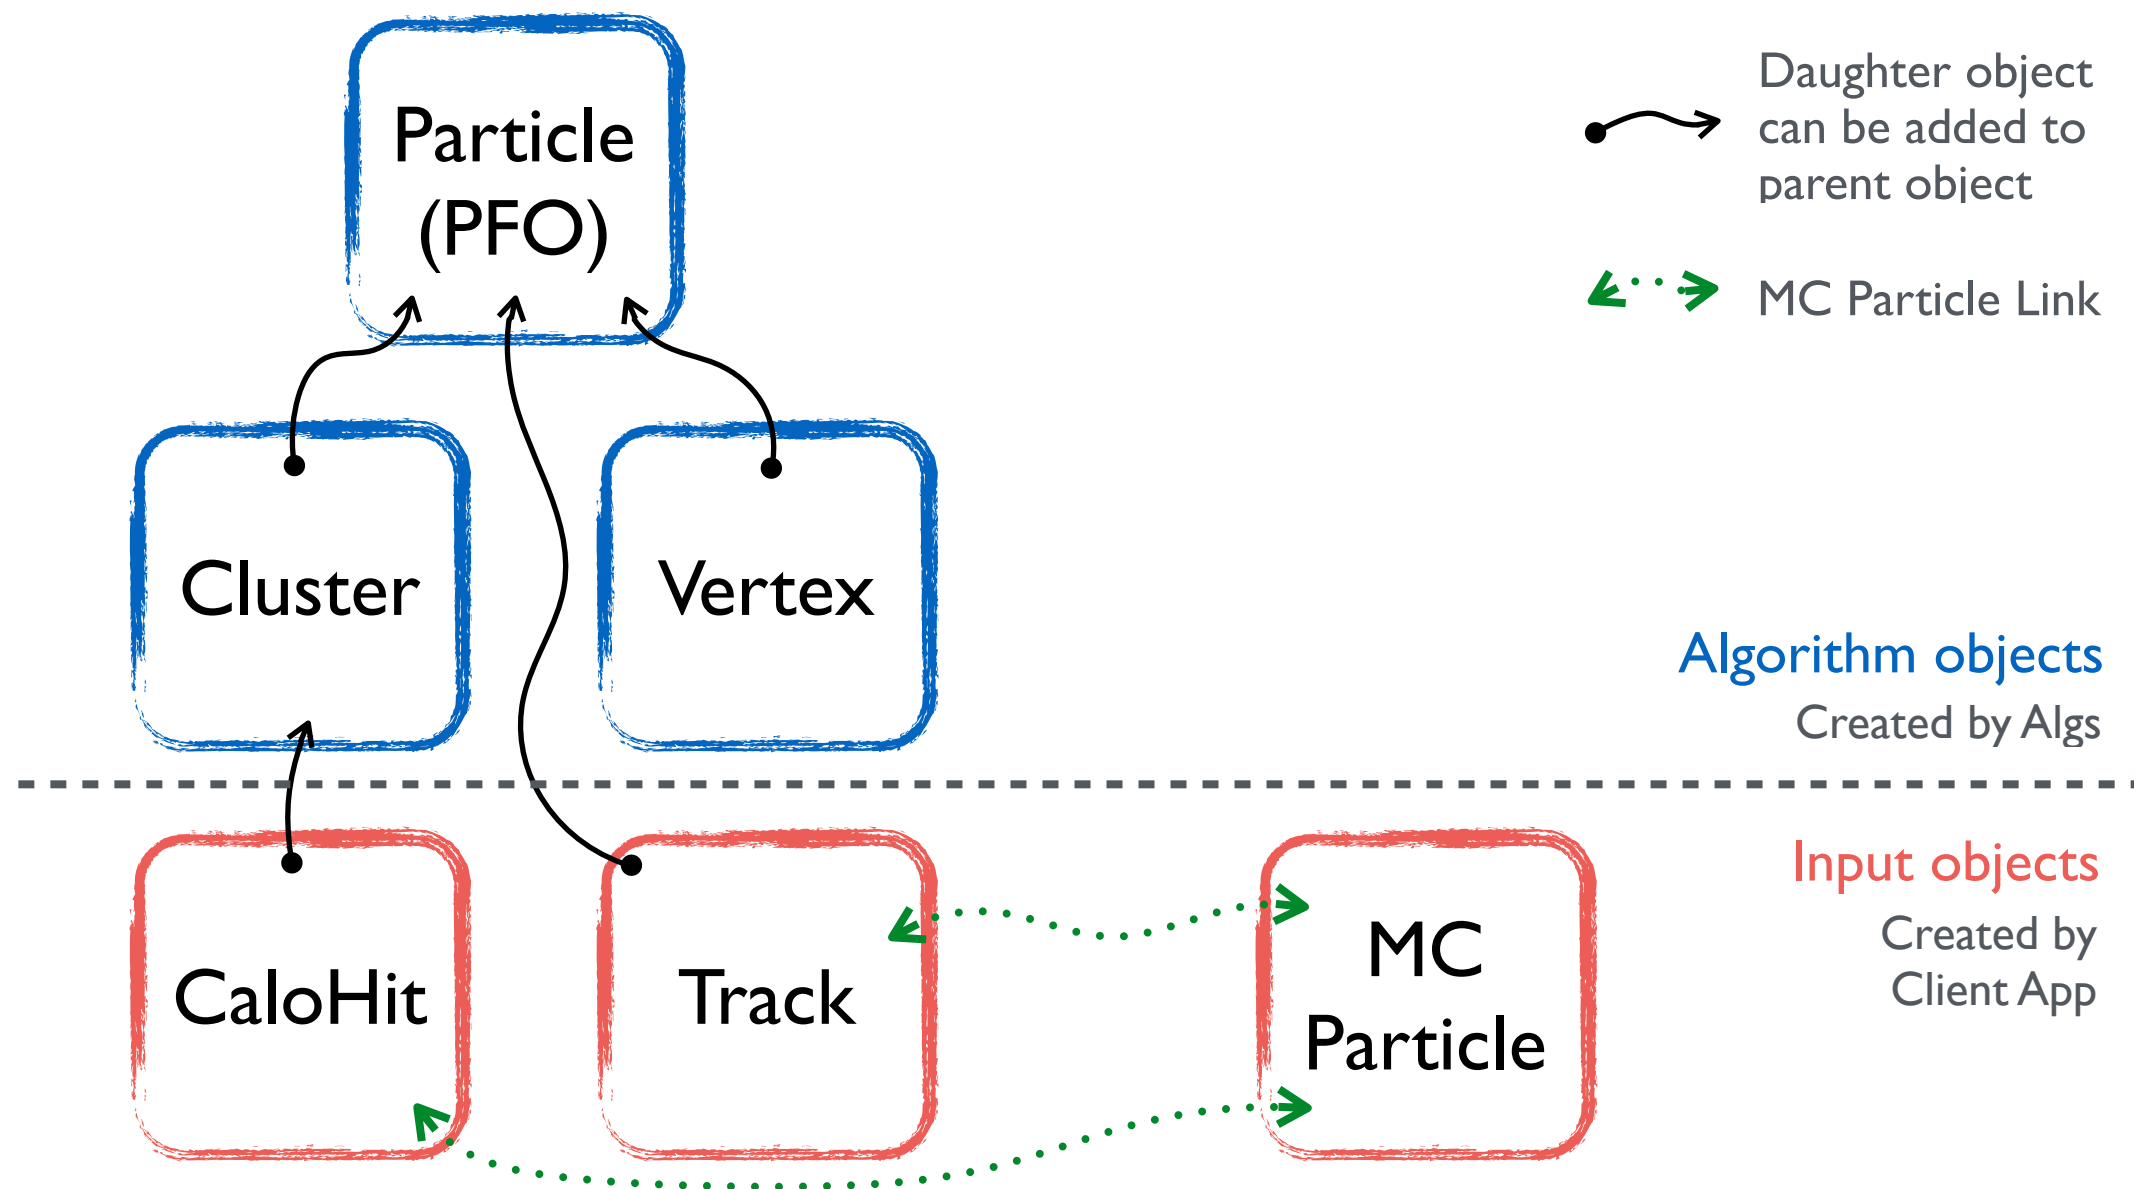 Particle
(PFO)
Daughter object
can be added to
parent object
MC Particle Link
Cluster
Vertex
Algorithm objects
Created by Algs
Input objects
Created by
Client App
CaloHit
Track
MC
Particle